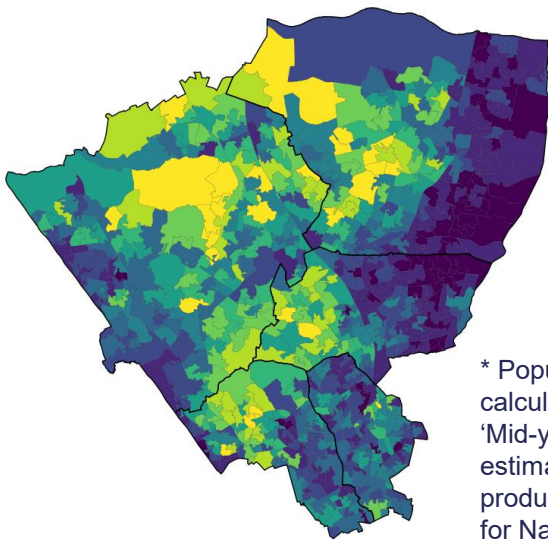 * Popu
calcul
‘Mid-y
estima
produ
for Na